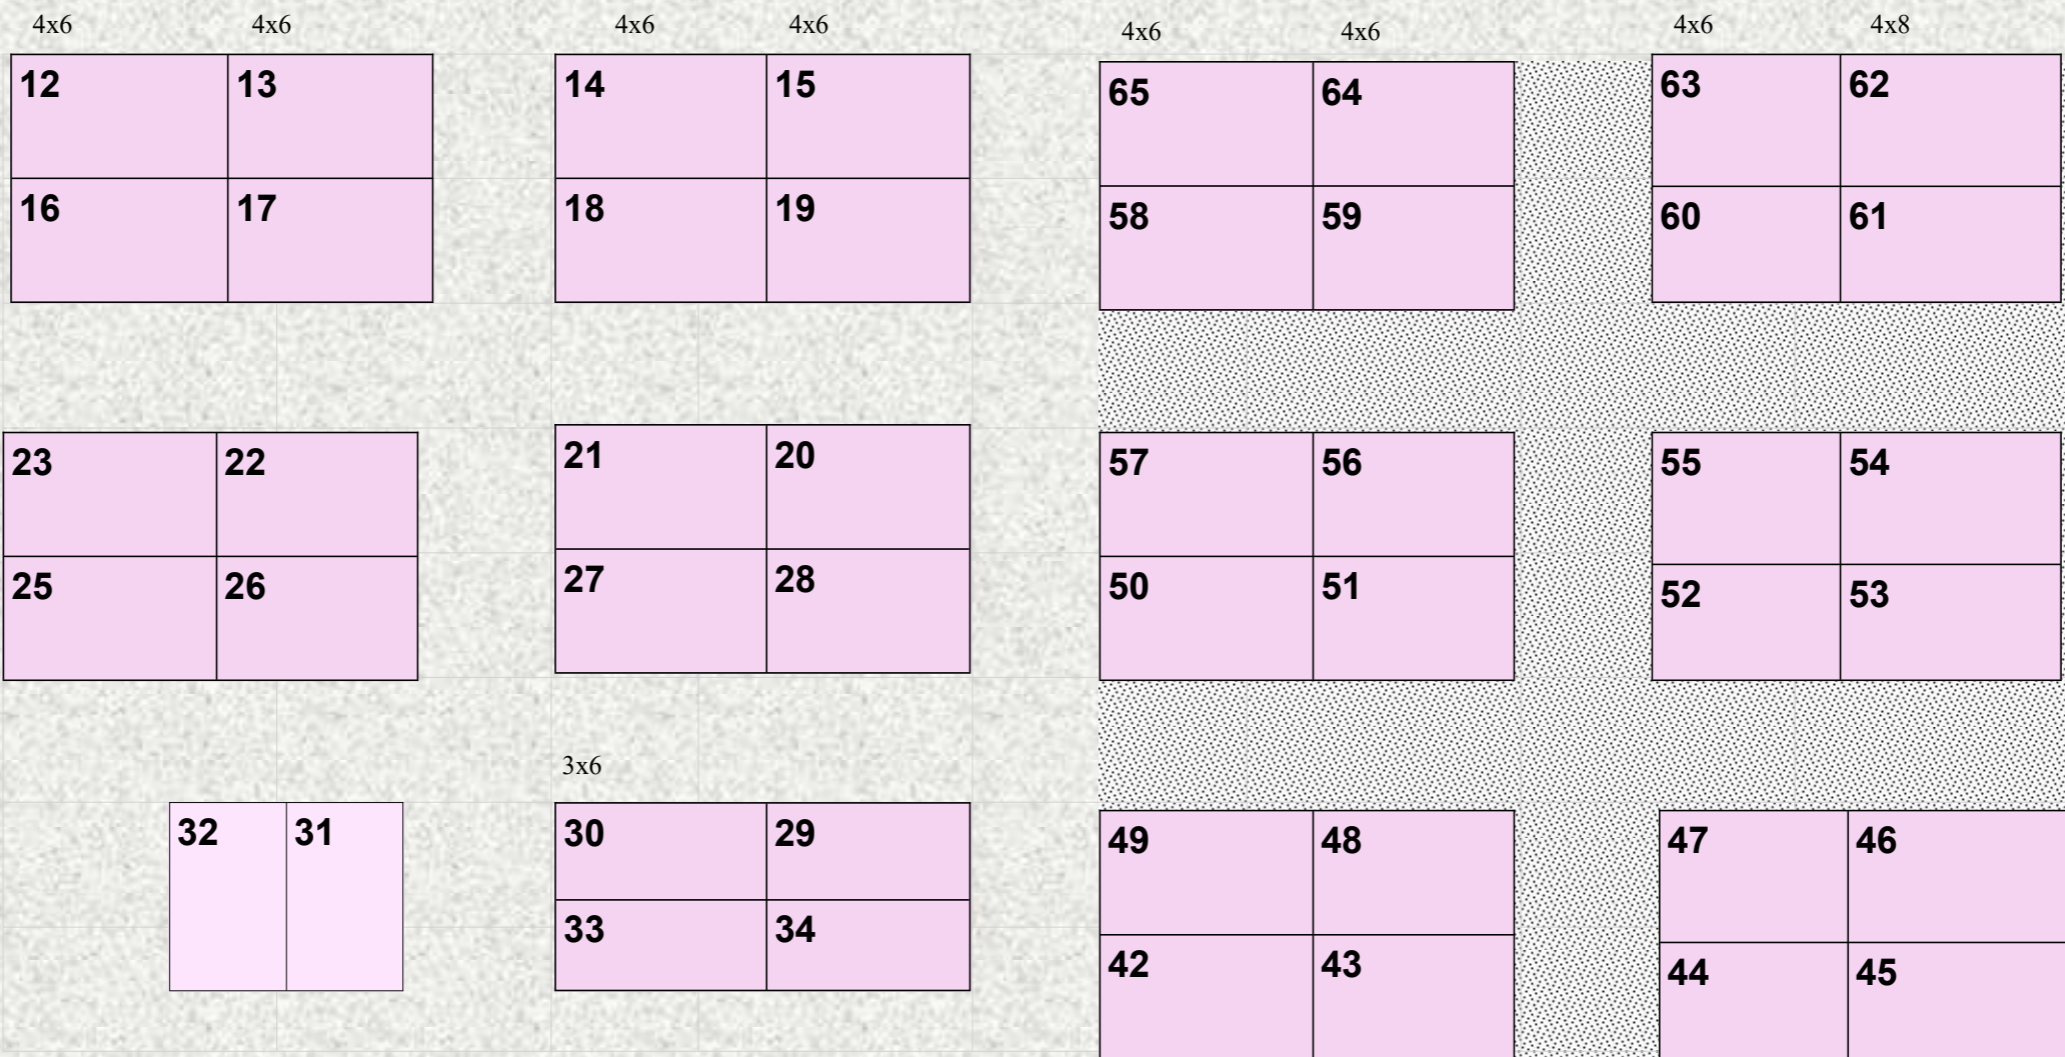 4x6 4x6 4x6 4x6 4x6 4x6 4x6 4x8
12 13 14 15 65 64 63 62
16 17 18 19 58 59 60 61
23 22 21 20 57 56 55 54
25 26 27 28 50 51 52 53
3x6
32 31 30 29 49 48 47 46
33 34 42 43 44 45